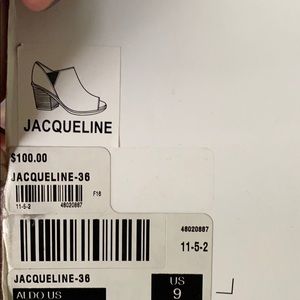 JACQUELINE
$100.00
JACQUELINE-36
F16
11-5-2 48020887
48020887
11-5-2
JACQUELINE-36 US
ALDO US 9